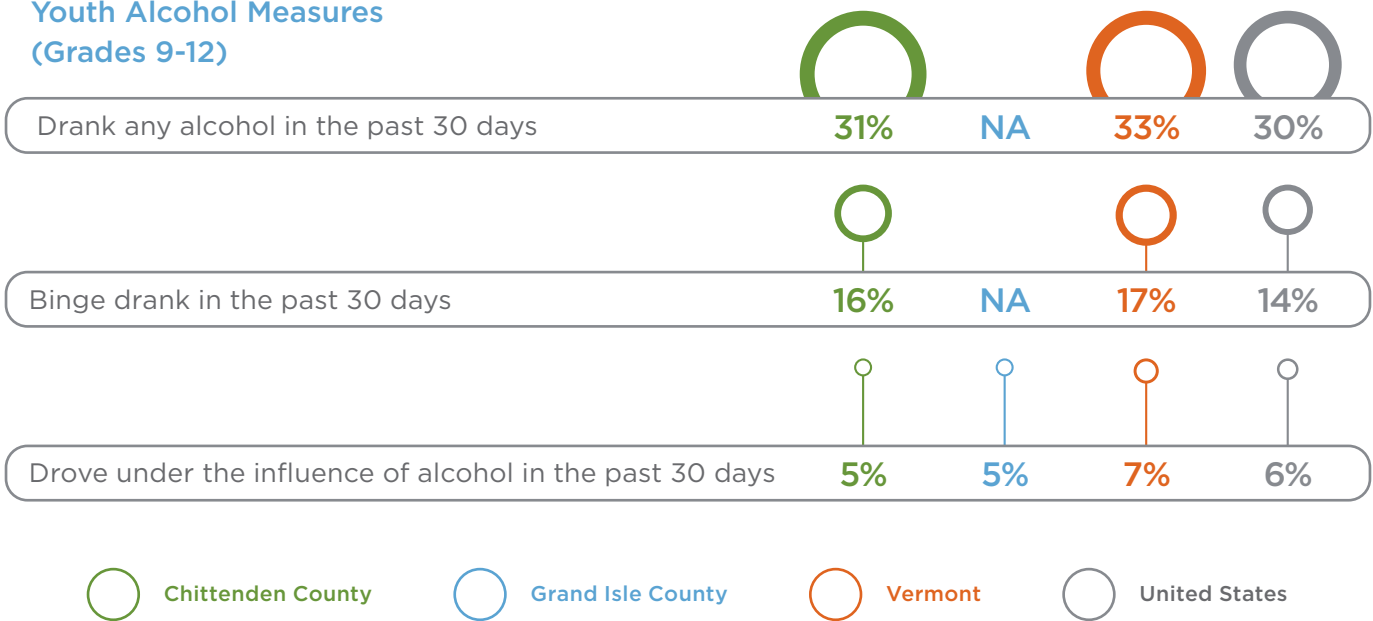 Youth Alcohol Measures
(Grades 9-12)
Drank any alcohol in the past 30 days 31% NA 33% 30%
Binge drank in the past 30 days 16% NA 17% 14%
Drove under the influence of alcohol in the past 30 days 5% 5% 7% 6%
Chittenden County Grand Isle County Vermont United States